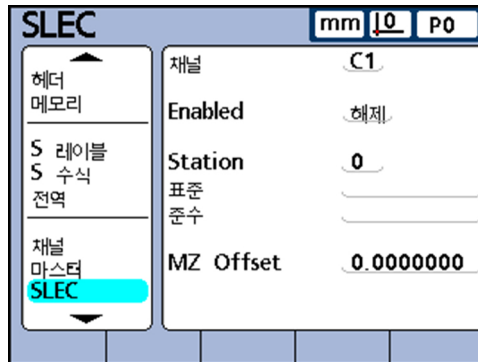 SLEC
mm 0 P0
헤더
메모리
S 레이블
S 수식
전역
채널
마스터
SLEC
채널 C1
Enabled 해제
Station 0
표준
준수
MZ Offset 0.0000000